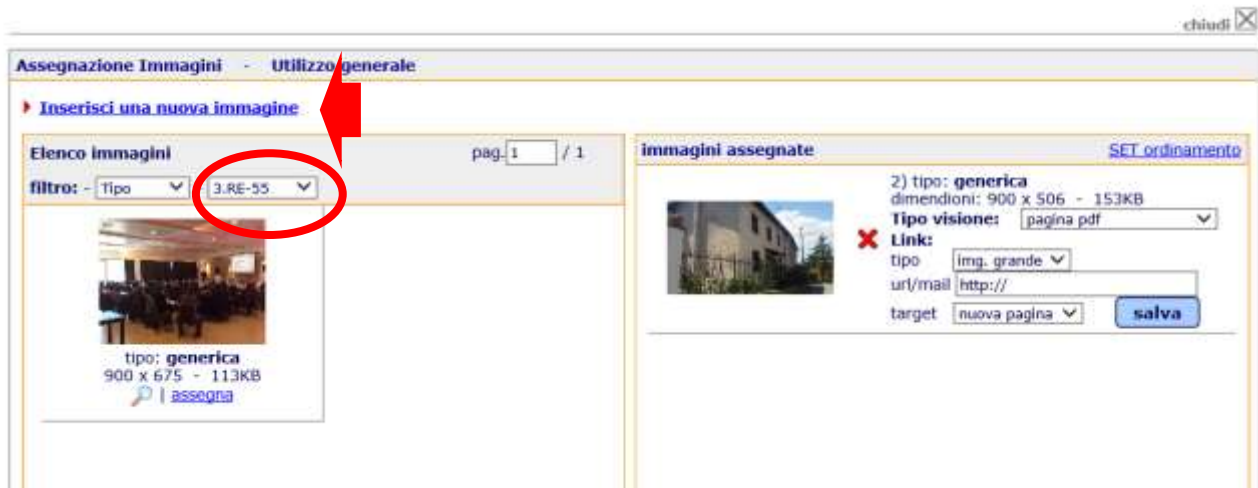 chiudi
Assegnazione Immagini - Utilizzo generale
Inserisci una nuova immagine
Elenco immagini pag. 1 / 1
filtro: - Tipo - 3.RE-55
tipo: generica
900 x 675 - 113KB
| assegna
immagini assegnate SET ordinamento
2) tipo: generica
dimendioni: 900 x 506 - 153KB
Tipo visione: pagina pdf
Link:
tipo img. grande
url/mail http://
target nuova pagina salva